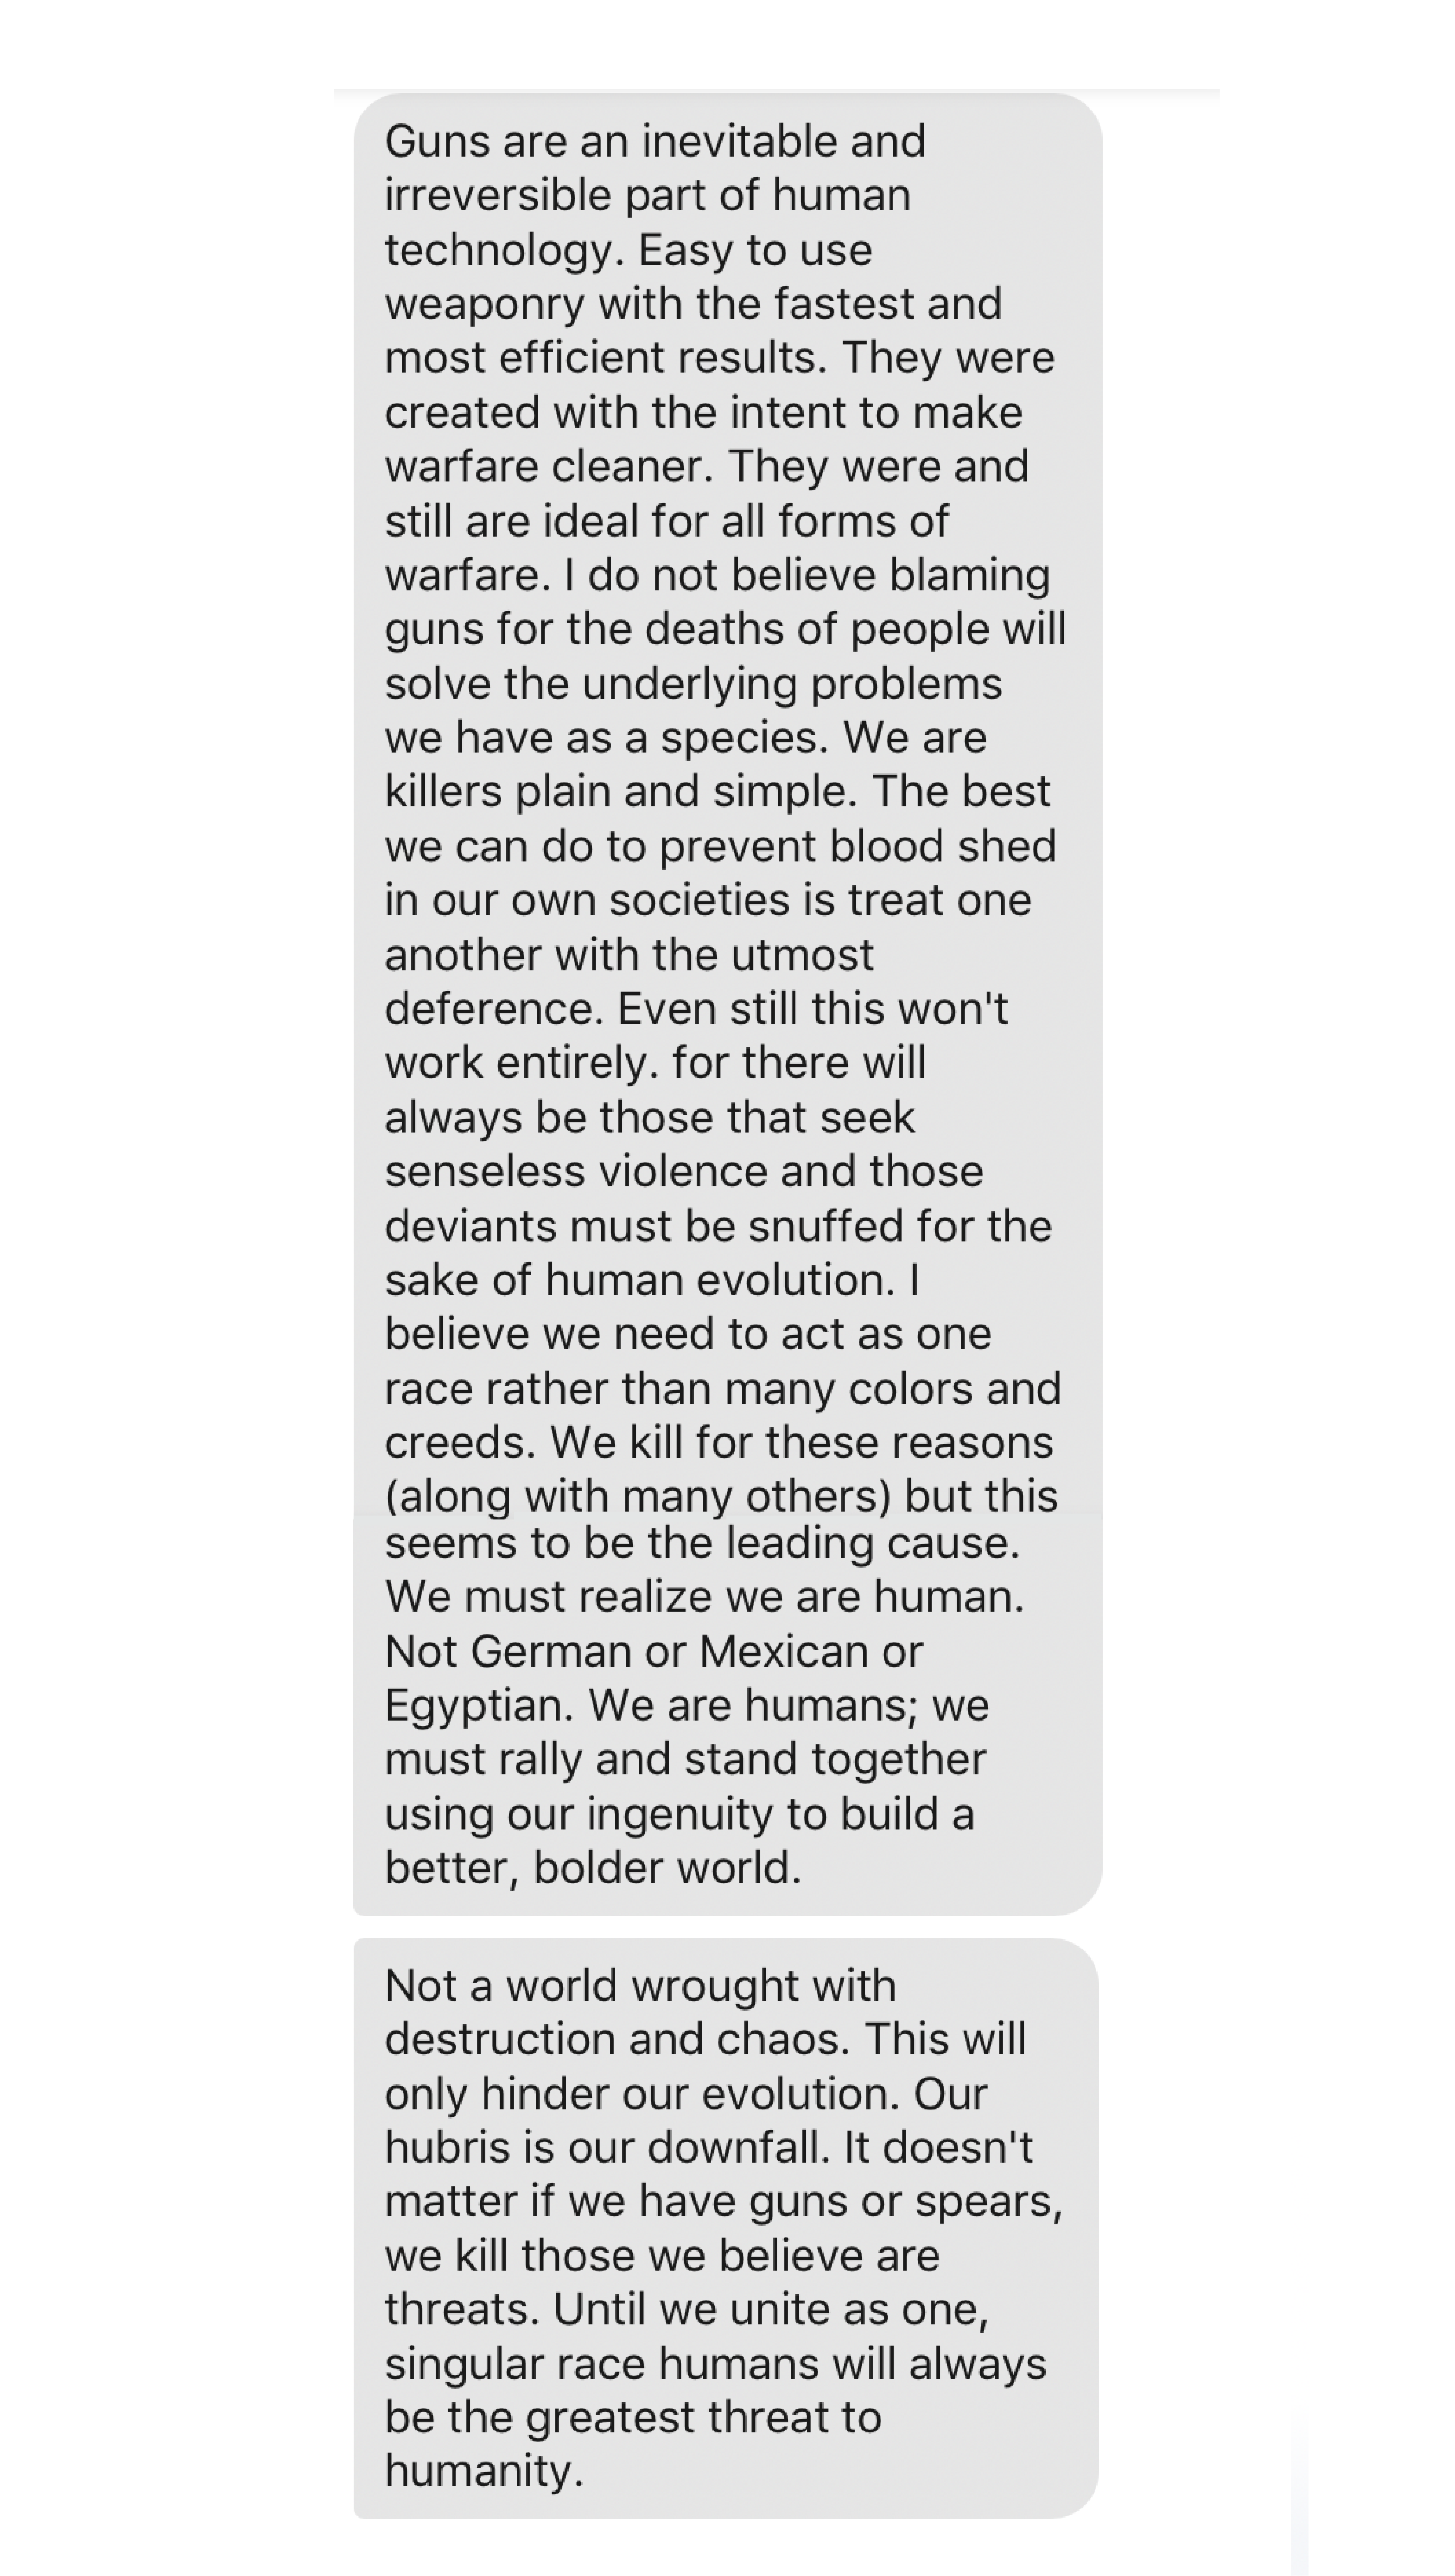 Guns are an inevitable and
irreversible part of human
technology. Easy to use
weaponry with the fastest and
most efficient results. They were
created with the intent to make
warfare cleaner. They were and
still are ideal for all forms of
warfare. I do not believe blaming
guns for the deaths of people will
solve the underlying problems
we have as a species. We are
killers plain and simple. The best
we can do to prevent blood shed
in our own societies is treat one
another with the utmost
deference. Even still this won't
work entirely. for there will
always be those that seek
senseless violence and those
deviants must be snuffed for the
sake of human evolution. I
believe we need to act as one
race rather than many colors and
creeds. We kill for these reasons
(along with many others) but this
seems to be the leading cause.
We must realize we are human.
Not German or Mexican or
Egyptian. We are humans; we
must rally and stand together
using our ingenuity to build a
better, bolder world.
Not a world wrought with
destruction and chaos. This will
only hinder our evolution. Our
hubris is our downfall. It doesn't
matter if we have guns or spears,
we kill those we believe are
threats. Until we unite as one,
singular race humans will always
be the greatest threat to
humanity.